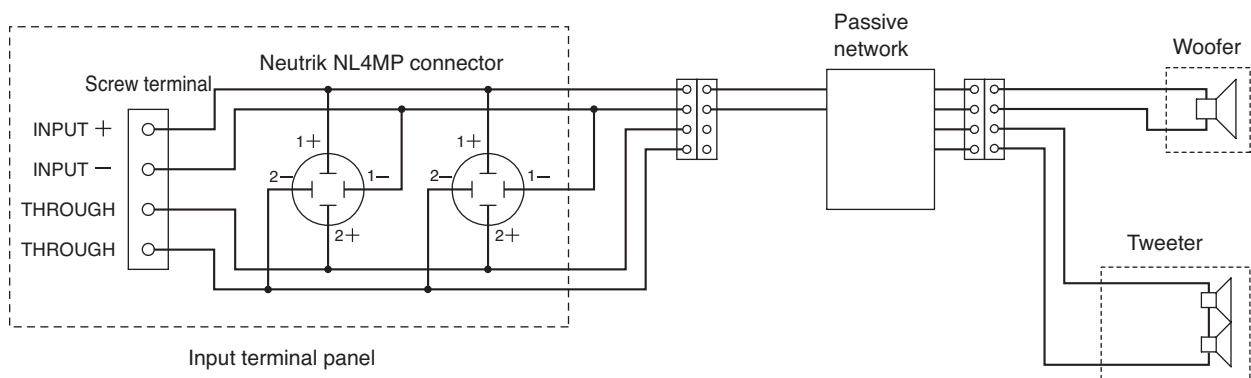 Passive
network
Woofer
Neutrik NL4MP connector
Screw terminal
INPUT +
INPUT −
THROUGH
THROUGH
1+
2−
1−
2+
1+
2−
1−
2+
Tweeter
Input terminal panel